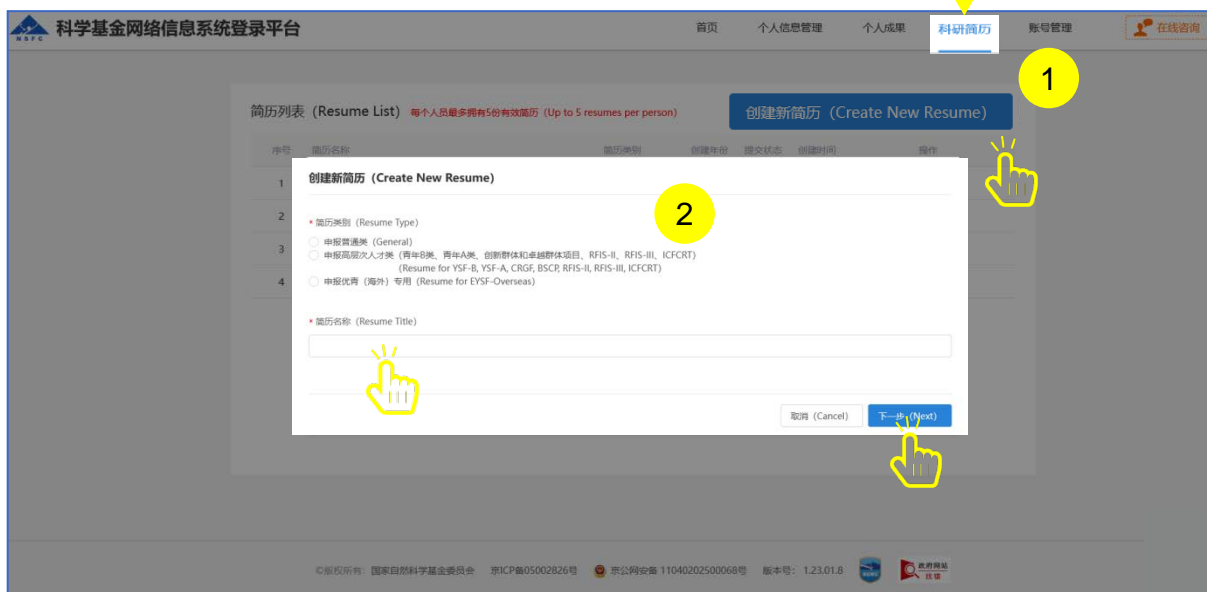 NSFC 科学基金网络信息系统登录平台 首页 个人信息管理 个人成果 科研简历 账号管理 在线咨询
1
简历列表（Resume List） 每个人员最多拥有5份有效简历（Up to 5 resumes per person） 创建新简历（Create New Resume）
序号 简历名称 简历类别 创建年份 提交状态 创建时间 操作
1
创建新简历（Create New Resume）
2
2
* 简历类别（Resume Type）
申报普通类（General）
3
申报高层次人才类（青年B类、青年A类、创新群体和卓越群体项目、RFIS-II、RFIS-III、ICFCRT）
(Resume for YSF-B, YSF-A, CRGF, BSCP, RFIS-II, RFIS-III, ICFCRT)
4
申报优青（海外）专用（Resume for EYSF-Overseas）
* 简历名称（Resume Title）
取消（Cancel） 下一步（Next）
©版权所有：国家自然科学基金委员会 京ICP备05002826号 京公网安备 11040202500068号 版本号：1.23.01.8 政府网站